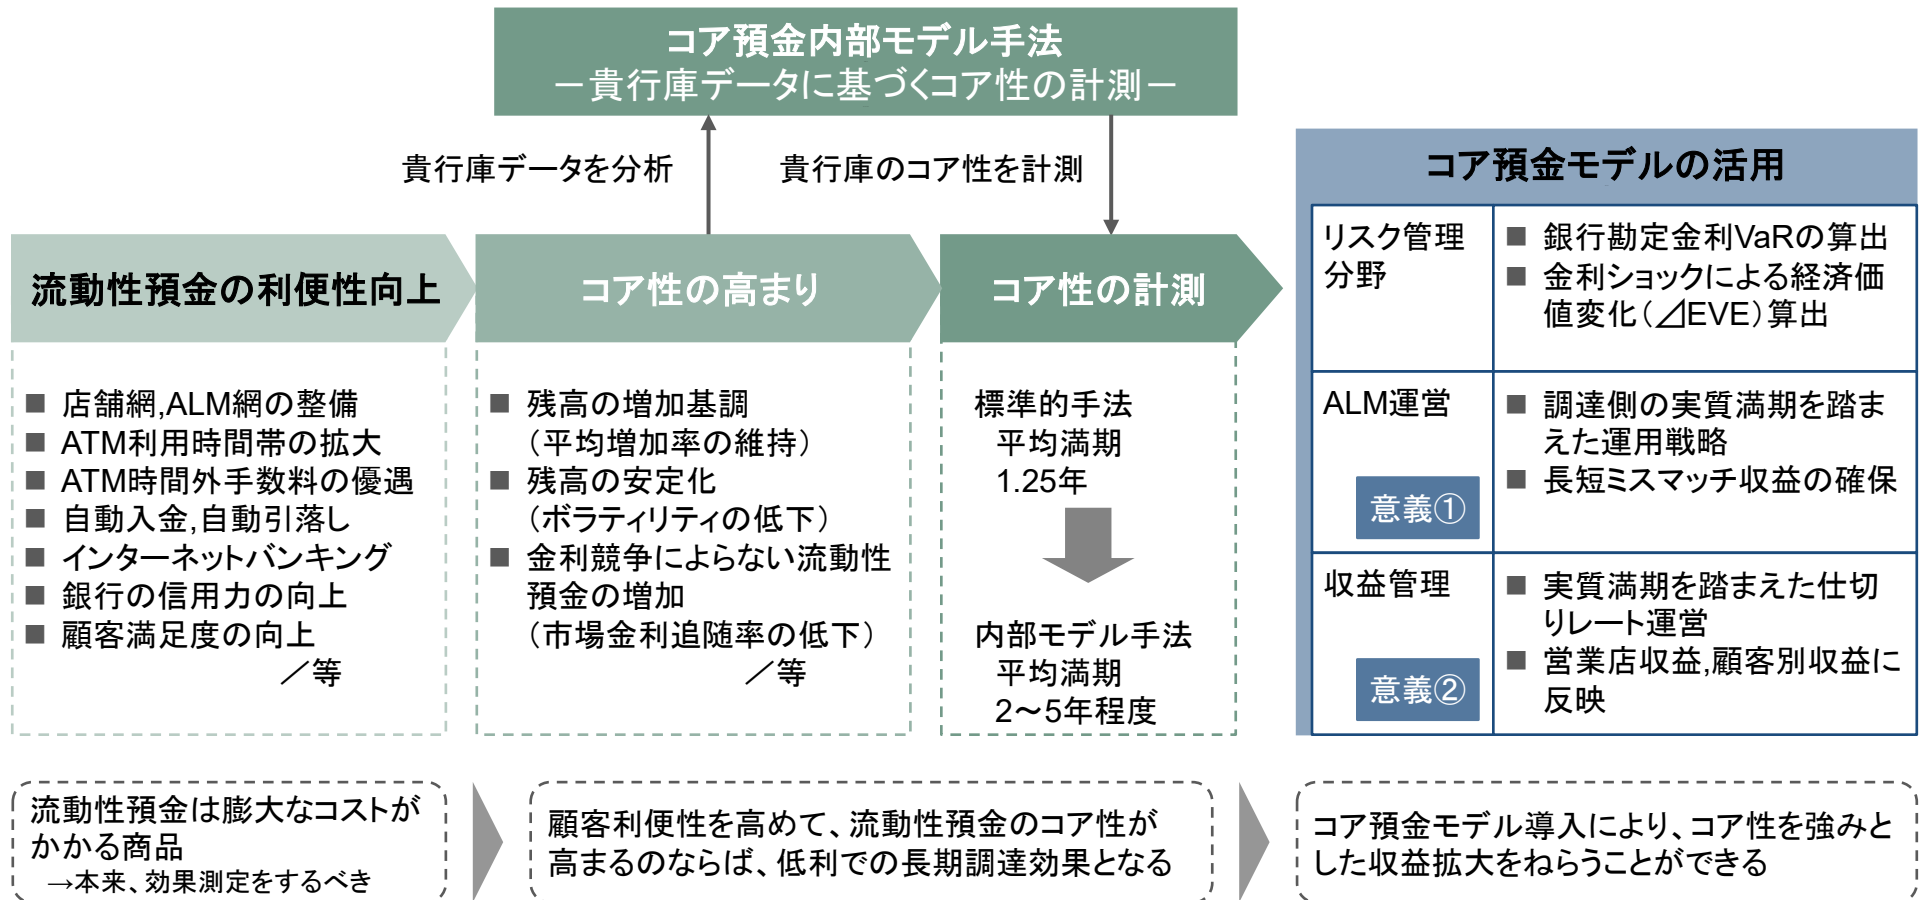 コア預金内部モデル手法
－貴行庫データに基づくコア性の計測－
貴行庫データを分析
貴行庫のコア性を計測
流動性預金の利便性向上
■ 店舗網,ALM網の整備
■ ATM利用時間帯の拡大
■ ATM時間外手数料の優遇
■ 自動入金,自動引落し
■ インターネットバンキング
■ 銀行の信用力の向上
■ 顧客満足度の向上
／等
コア性の高まり
■ 残高の増加基調
（平均増加率の維持）
■ 残高の安定化
（ボラティリティの低下）
■ 金利競争によらない流動性
預金の増加
（市場金利追随率の低下）
／等
コア性の計測
標準的手法
平均満期
1.25年
内部モデル手法
平均満期
2～5年程度
コア預金モデルの活用
リスク管理
分野
■ 銀行勘定金利VaRの算出
■ 金利ショックによる経済価
値変化（⊿EVE）算出
ALM運営
意義①
■ 調達側の実質満期を踏ま
えた運用戦略
■ 長短ミスマッチ収益の確保
収益管理
意義②
■ 実質満期を踏まえた仕切
りレート運営
■ 営業店収益,顧客別収益に
反映
流動性預金は膨大なコストが
かかる商品
→本来、効果測定をするべき
顧客利便性を高めて、流動性預金のコア性が
高まるのならば、低利での長期調達効果となる
コア預金モデル導入により、コア性を強みと
した収益拡大をねらうことができる